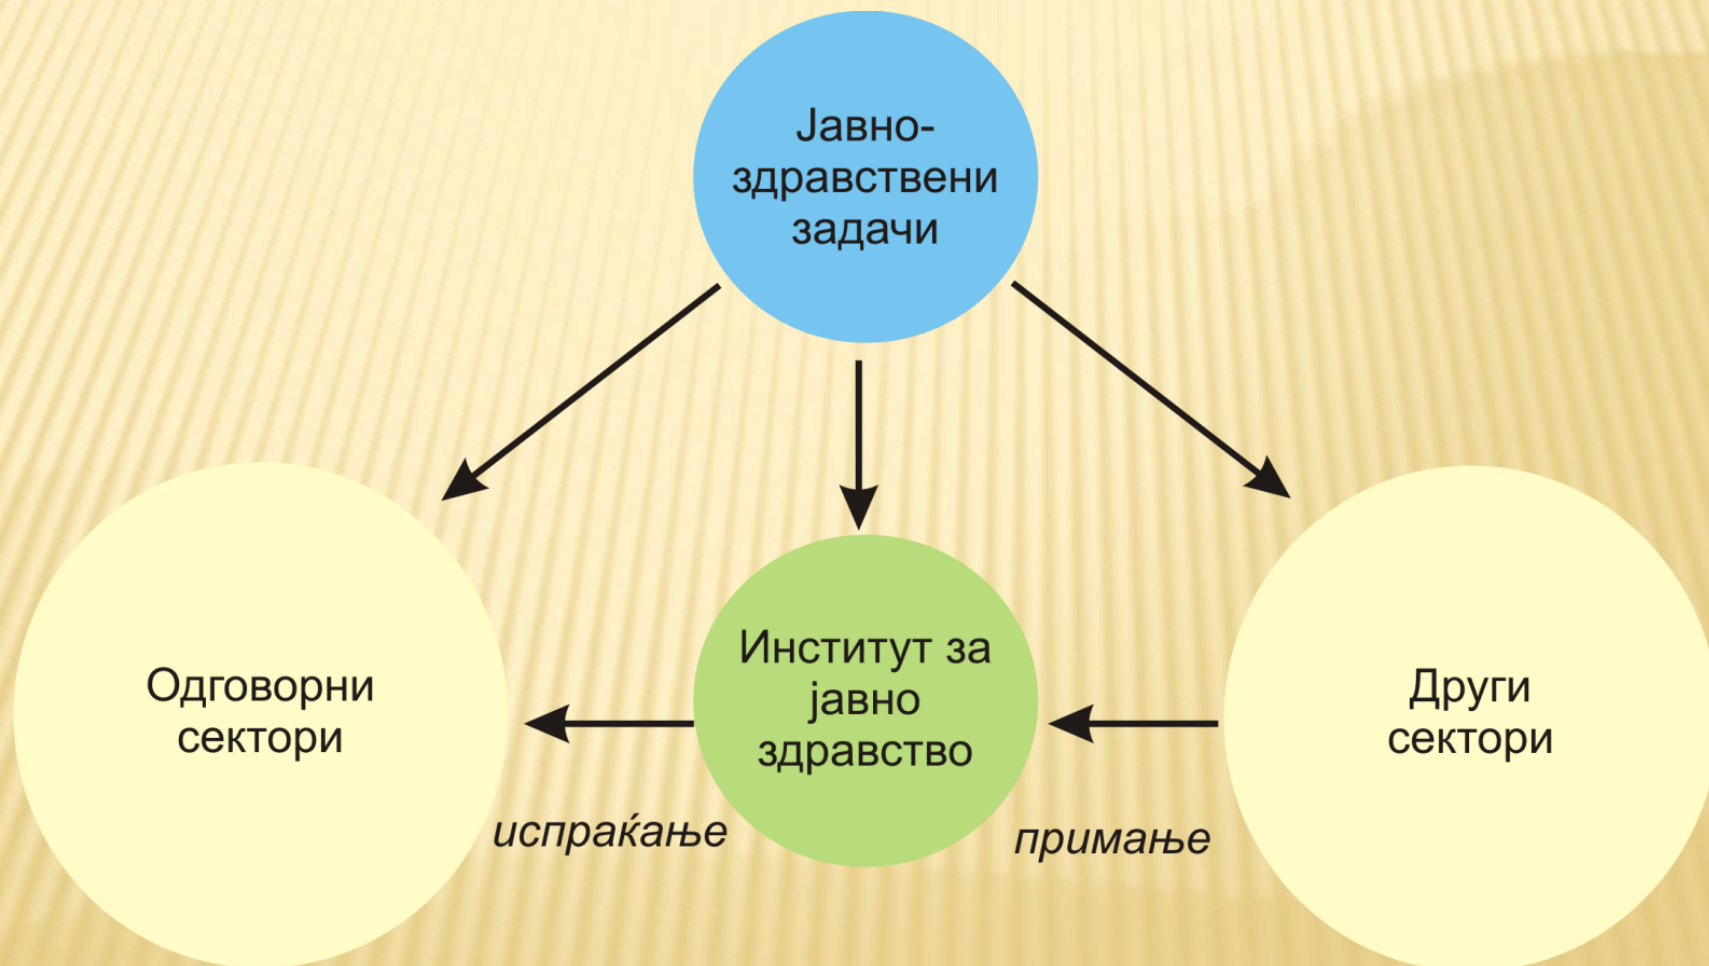 Јавно-
здравствени
задачи
Одговорни
сектори
Институт за
јавно
здравство
Други
сектори
испраќање
примање